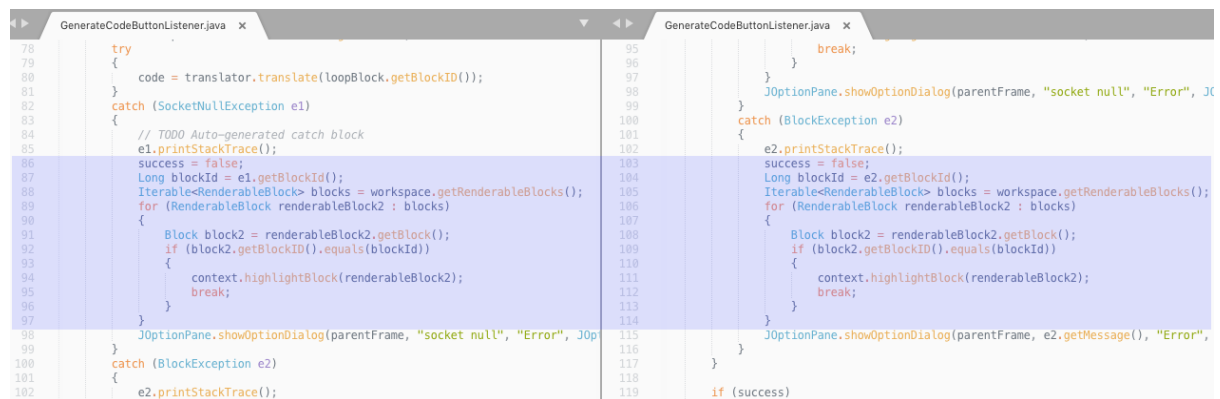 GenerateCodeButtonListener.java ×
78 try
79 {
80 code = translator.translate(loopBlock.getBlockID());
81 }
82 catch (SocketNullException e1)
83 {
84 // TODO Auto-generated catch block
85 e1.printStackTrace();
86 success = false;
87 Long blockId = e1.getBlockId();
88 Iterable<RenderableBlock> blocks = workspace.getRenderableBlocks();
89 for (RenderableBlock renderableBlock2 : blocks)
90 {
91 Block block2 = renderableBlock2.getBlock();
92 if (block2.getBlockID().equals(blockId))
93 {
94 context.highlightBlock(renderableBlock2);
95 break;
96 }
97 }
98 JOptionPane.showOptionDialog(parentFrame, "socket null", "Error", JOpt
99 }
100 catch (BlockException e2)
101 {
102 e2.printStackTrace();
GenerateCodeButtonListener.java ×
95 break;
96 }
97 }
98 JOptionPane.showOptionDialog(parentFrame, "socket null", "Error", JO
99 }
100 catch (BlockException e2)
101 {
102 e2.printStackTrace();
103 success = false;
104 Long blockId = e2.getBlockId();
105 Iterable<RenderableBlock> blocks = workspace.getRenderableBlocks();
106 for (RenderableBlock renderableBlock2 : blocks)
107 {
108 Block block2 = renderableBlock2.getBlock();
109 if (block2.getBlockID().equals(blockId))
110 {
111 context.highlightBlock(renderableBlock2);
112 break;
113 }
114 }
115 JOptionPane.showOptionDialog(parentFrame, e2.getMessage(), "Error",
116 }
117 }
118
119 if (success)